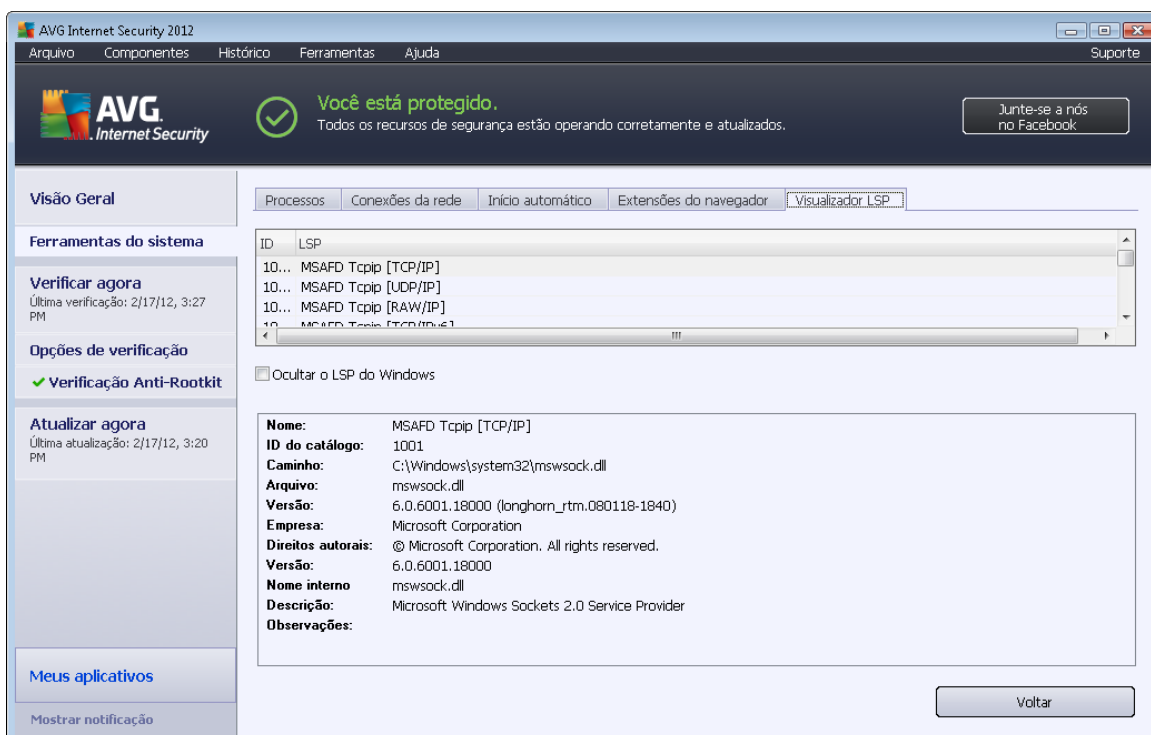 AVG Internet Security 2012
Arquivo Componentes Histórico Ferramentas Ajuda Suporte
AVG.
Internet Security
Você está protegido.
Todos os recursos de segurança estão operando corretamente e atualizados.
Junte-se a nós
no Facebook
Visão Geral
Ferramentas do sistema
Verificar agora
Última verificação: 2/17/12, 3:27
PM
Opções de verificação
Verificação Anti-Rootkit
Atualizar agora
Última atualização: 2/17/12, 3:20
PM
Meus aplicativos
Mostrar notificação
Processos Conexões da rede Início automático Extensões do navegador Visualizador LSP
ID LSP
10... MSAFD Tcpip [TCP/IP]
10... MSAFD Tcpip [UDP/IP]
10... MSAFD Tcpip [RAW/IP]
10... MSAFD Tcpip [TCP/IPv6]
Ocultar o LSP do Windows
Nome: MSAFD Tcpip [TCP/IP]
ID do catálogo: 1001
Caminho: C:\Windows\system32\mswsock.dll
Arquivo: mswsock.dll
Versão: 6.0.6001.18000 (longhorn_rtm.080118-1840)
Empresa: Microsoft Corporation
Direitos autorais: © Microsoft Corporation. All rights reserved.
Versão: 6.0.6001.18000
Nome interno mswsock.dll
Descrição: Microsoft Windows Sockets 2.0 Service Provider
Observações:
Voltar